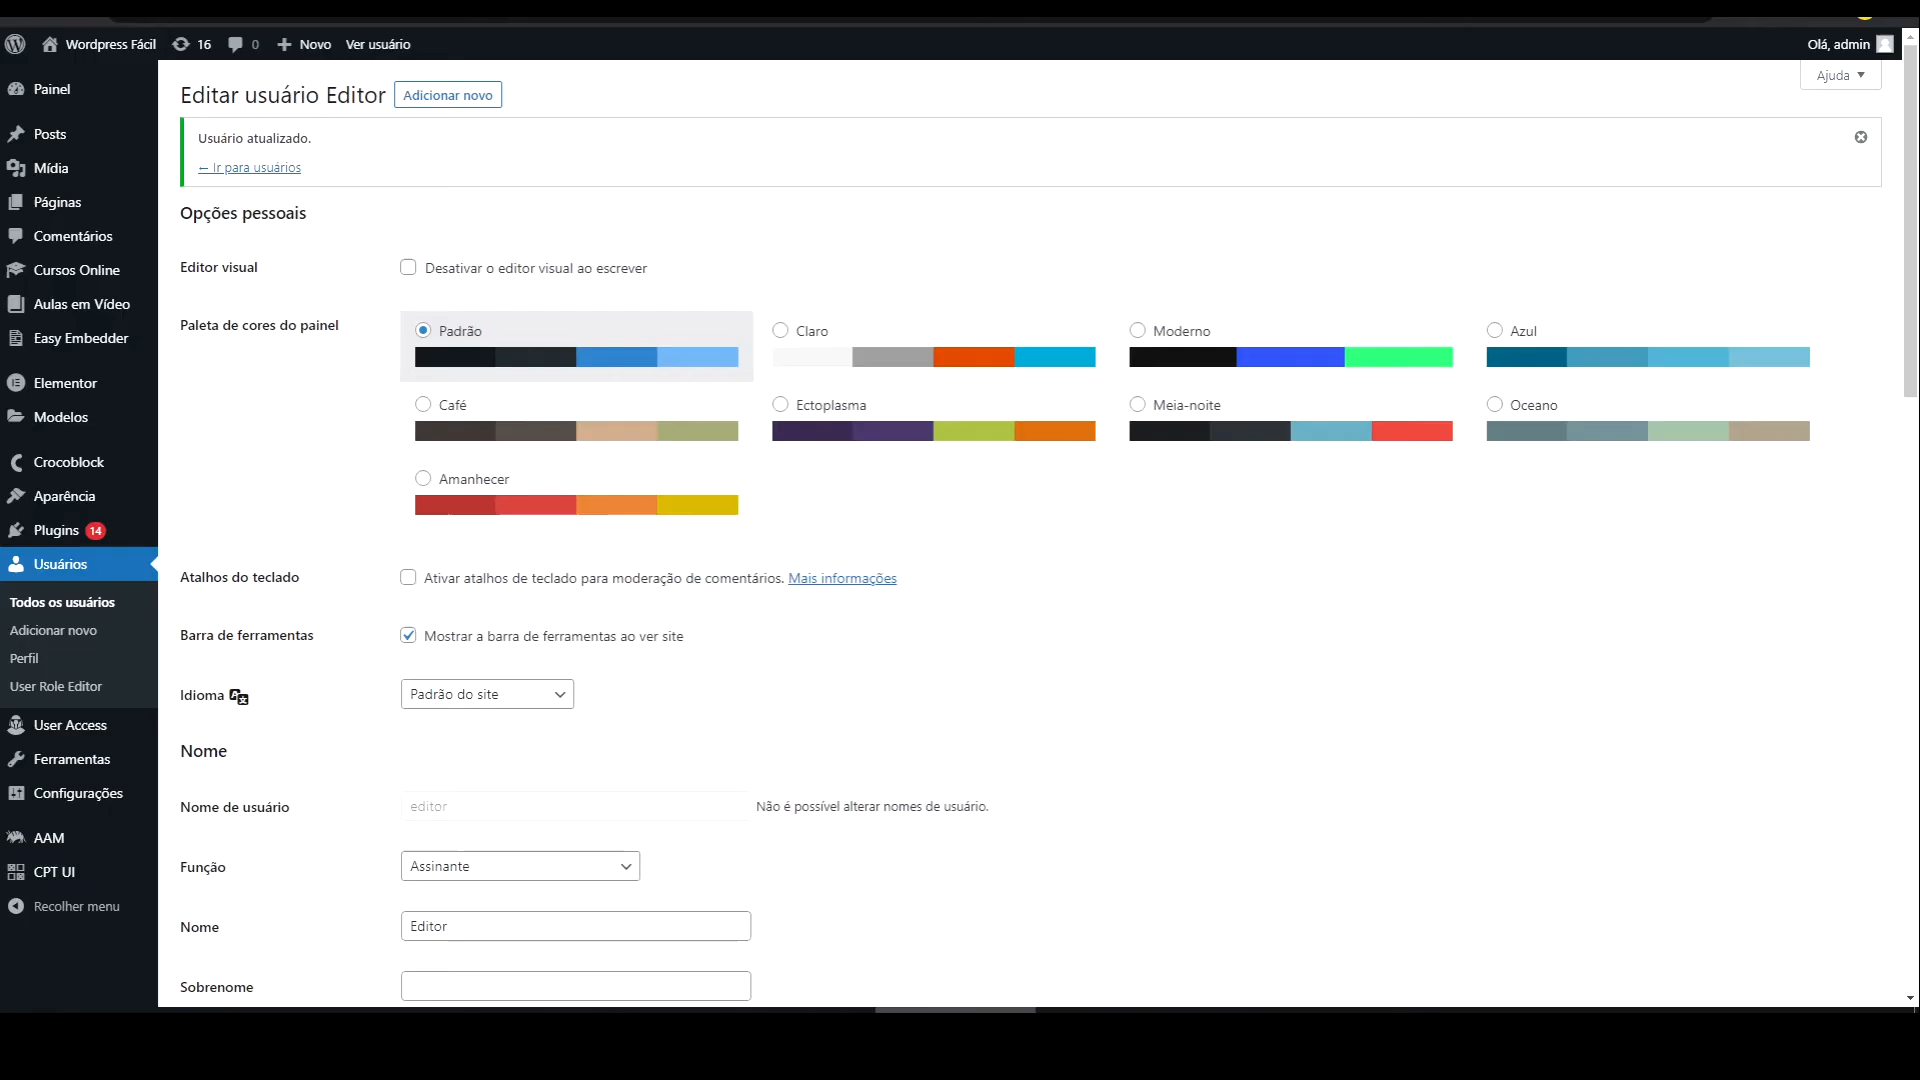 Wordpress Fácil 16 0 Novo Ver usuário Olá, admin
Ajuda
Painel
Posts
Mídia
Páginas
Comentários
Cursos Online
Aulas em Vídeo
Easy Embedder
Elementor
Modelos
Crocoblock
Aparência
Plugins 14
Usuários
Todos os usuários
Adicionar novo
Perfil
User Role Editor
User Access
Ferramentas
Configurações
AAM
CPT UI
Recolher menu
Editar usuário Editor Adicionar novo
Usuário atualizado.
← Ir para usuários
Opções pessoais
Editor visual Desativar o editor visual ao escrever
Paleta de cores do painel
Padrão Claro Moderno Azul
Café Ectoplasma Meia-noite Oceano
Amanhecer
Atalhos do teclado Ativar atalhos de teclado para moderação de comentários. Mais informações
Barra de ferramentas Mostrar a barra de ferramentas ao ver site
Idioma Padrão do site
Nome
Nome de usuário editor Não é possível alterar nomes de usuário.
Função Assinante
Nome Editor
Sobrenome